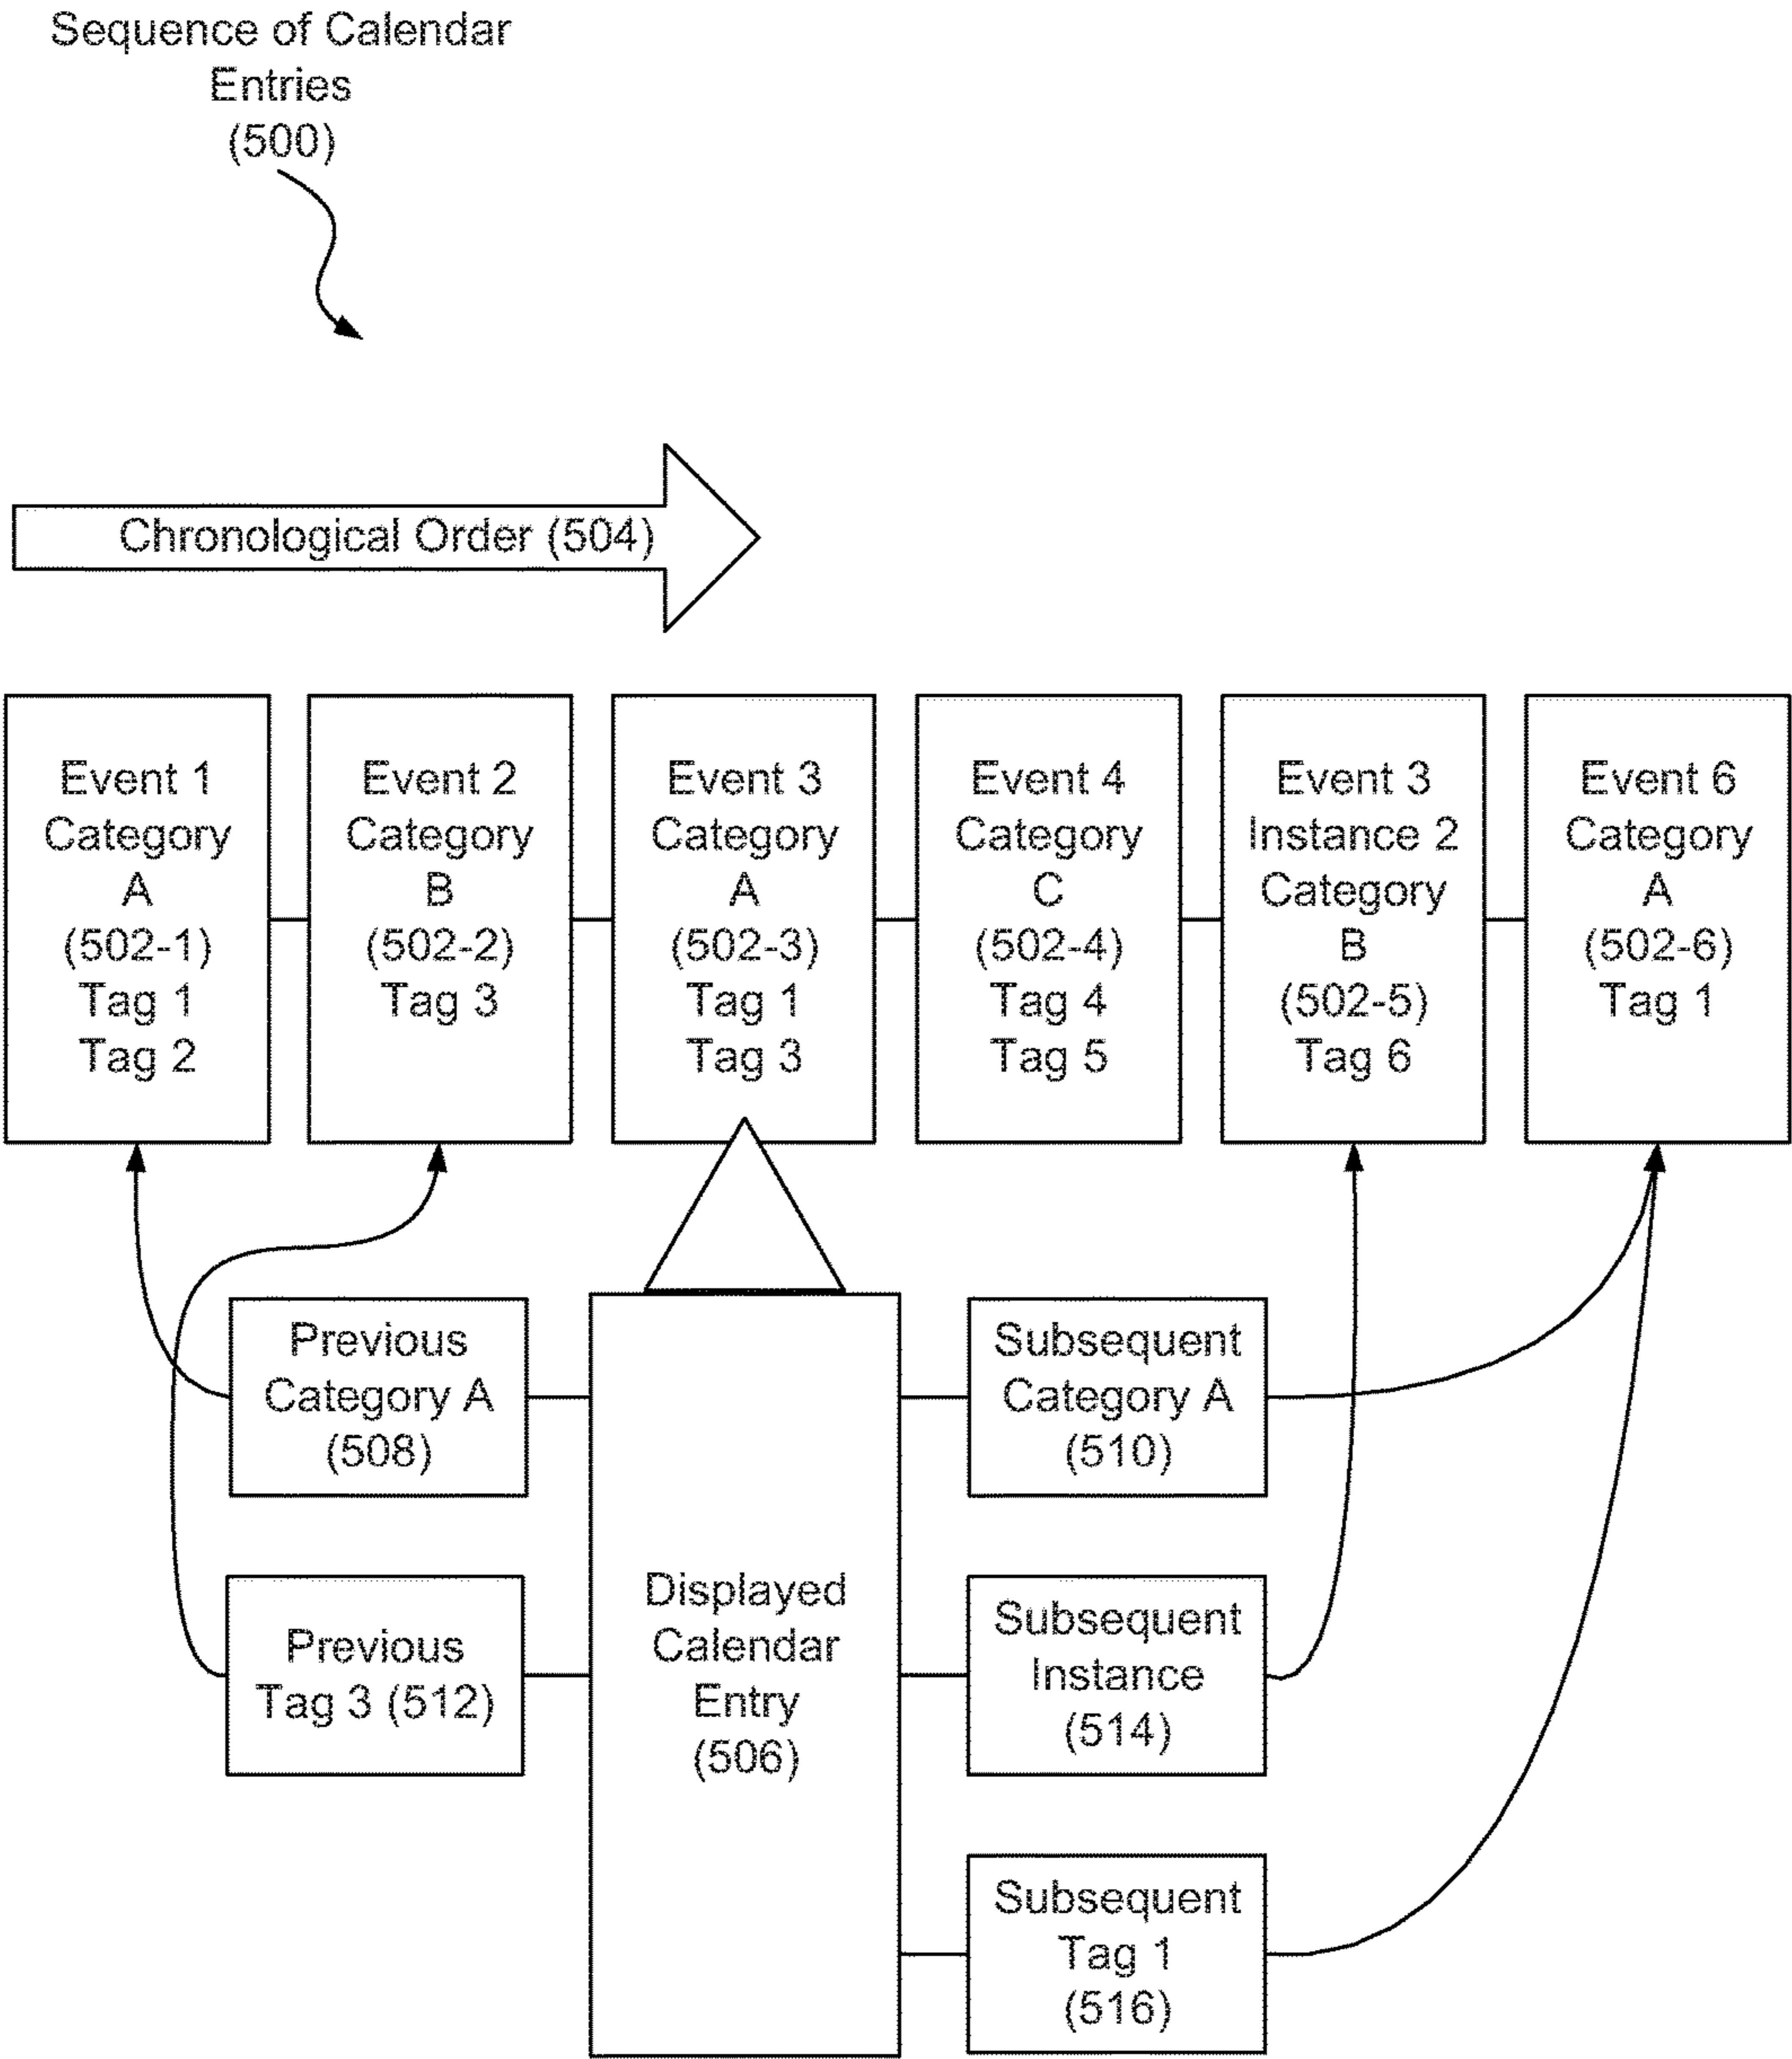 Sequence of Calendar
Entries
(500)
Chronological Order (504)
Event 1
Category
A
(502-1)
Tag 1
Tag 2
Event 2
Category
B
(502-2)
Tag 3
Event 3
Category
A
(502-3)
Tag 1
Tag 3
Event 4
Category
C
(502-4)
Tag 4
Tag 5
Event 3
Instance 2
Category
B
(502-5)
Tag 6
Event 6
Category
A
(502-6)
Tag 1
Previous
Category A
(508)
Previous
Tag 3 (512)
Displayed
Calendar
Entry
(506)
Subsequent
Category A
(510)
Subsequent
Instance
(514)
Subsequent
Tag 1
(516)